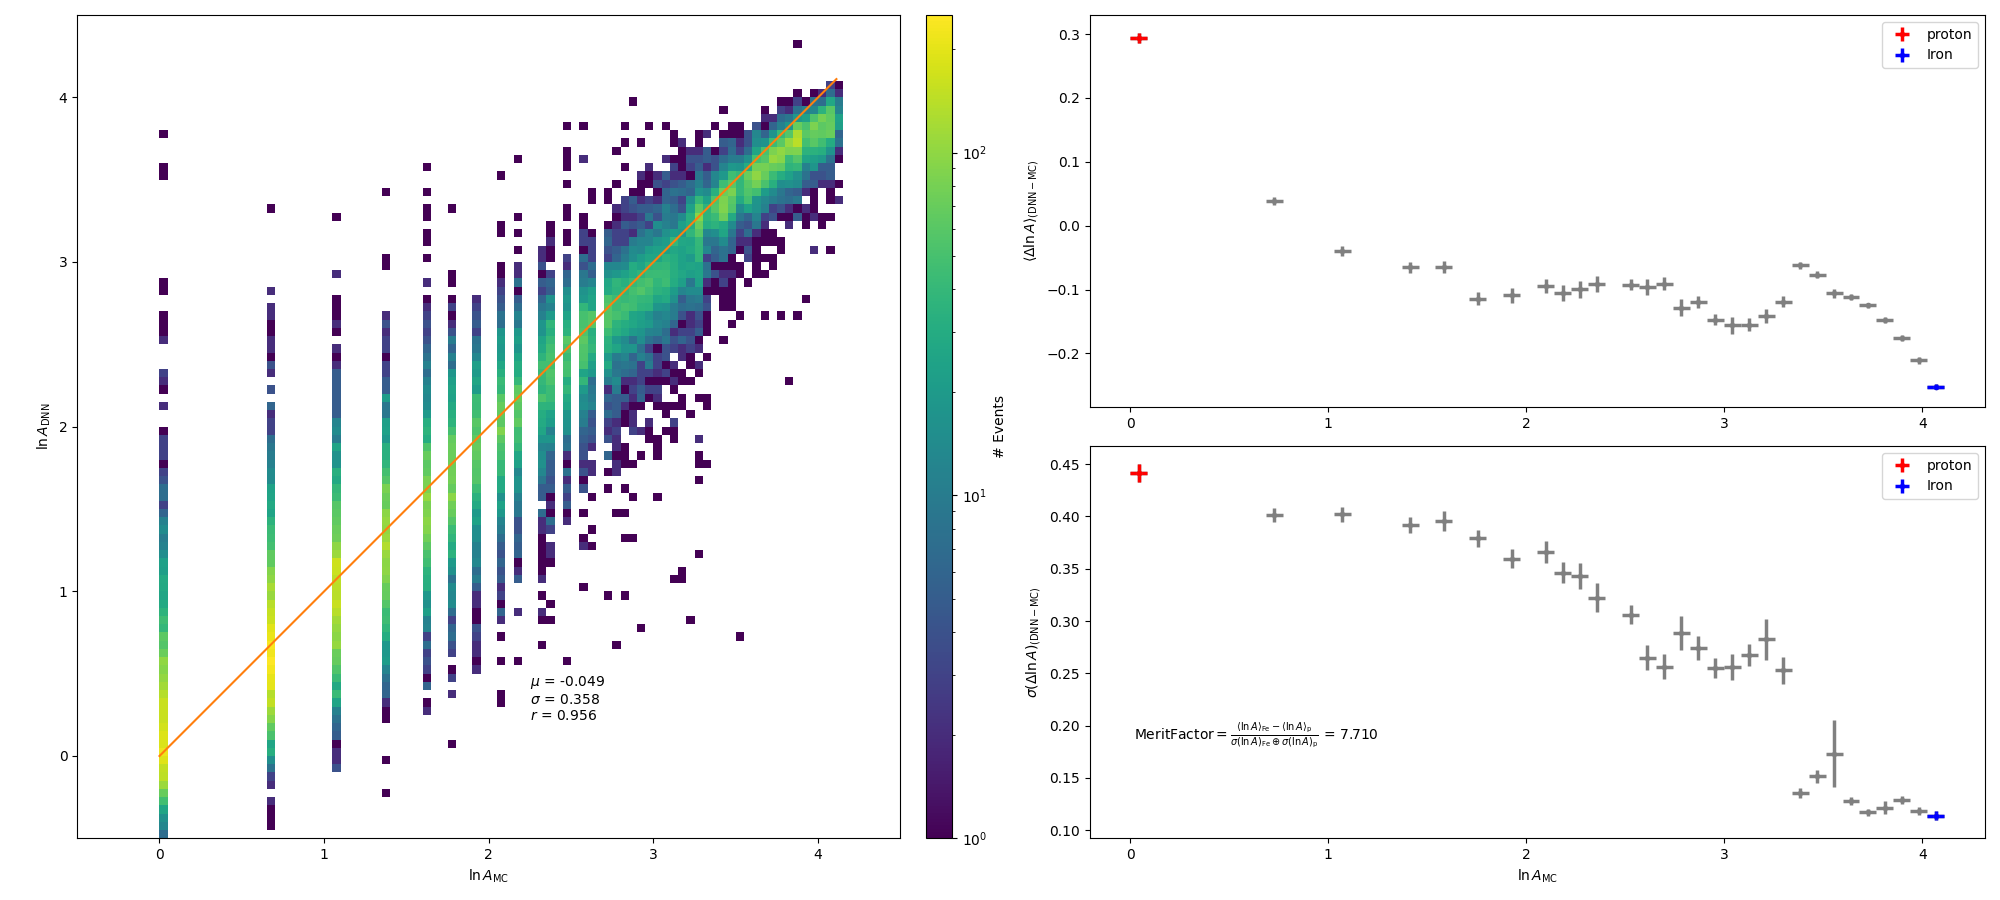 4
3
2
1
0
ln A_DNN
0
1
2
3
4
ln A_MC
μ = -0.049
σ = 0.358
r = 0.956
10^2
10^1
10^0
# Events
0.3
0.2
0.1
0.0
−0.1
−0.2
⟨Δln A⟩_(DNN − MC)
proton
Iron
0
1
2
3
4
0.45
0.40
0.35
0.30
0.25
0.20
0.15
0.10
σ(Δln A)_(DNN − MC)
proton
Iron
MeritFactor = (⟨ln A⟩_Fe − ⟨ln A⟩_p) / (σ(ln A)_Fe ⊕ σ(ln A)_p) = 7.710
0
1
2
3
4
ln A_MC